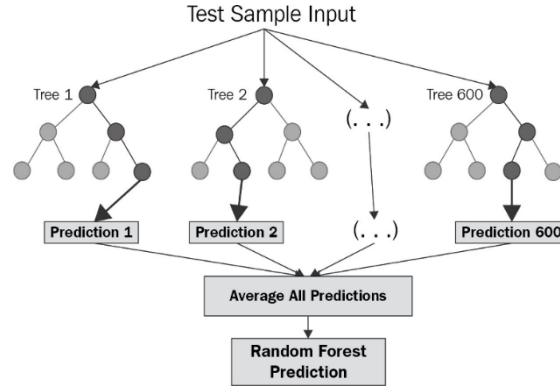 Test Sample Input
Tree 1
Tree 2
Tree 600
(. . .)
(. . .)
Prediction 1
Prediction 2
Prediction 600
Average All Predictions
Random Forest
Prediction